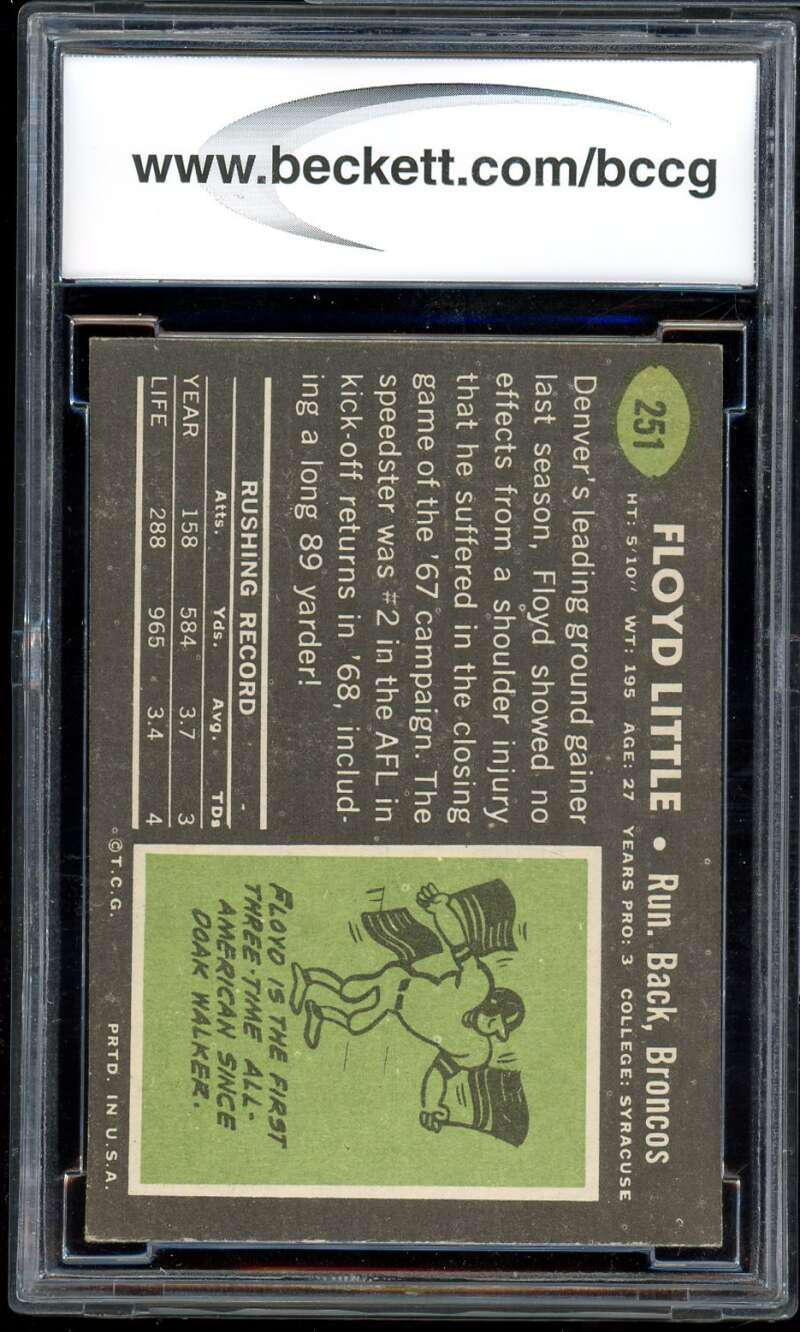 www.beckett.com/bccg
251
FLOYD LITTLE • Run. Back, Broncos
HT: 5'10" WT: 195 AGE: 27 YEARS PRO: 3 COLLEGE: SYRACUSE
Denver's leading ground gainer
last season, Floyd showed no
effects from a shoulder injury
that he suffered in the closing
game of the '67 campaign. The
speedster was #2 in the AFL in
kick-off returns in '68, includ-
ing a long 89 yarder!
RUSHING RECORD
Atts. Yds. Avg. TDs
YEAR 158 584 3.7 3
LIFE 288 965 3.4 4
FLOYD IS THE FIRST
THREE-TIME ALL-
AMERICAN SINCE
DOAK WALKER.
©T.C.G. PRTD. IN U.S.A.